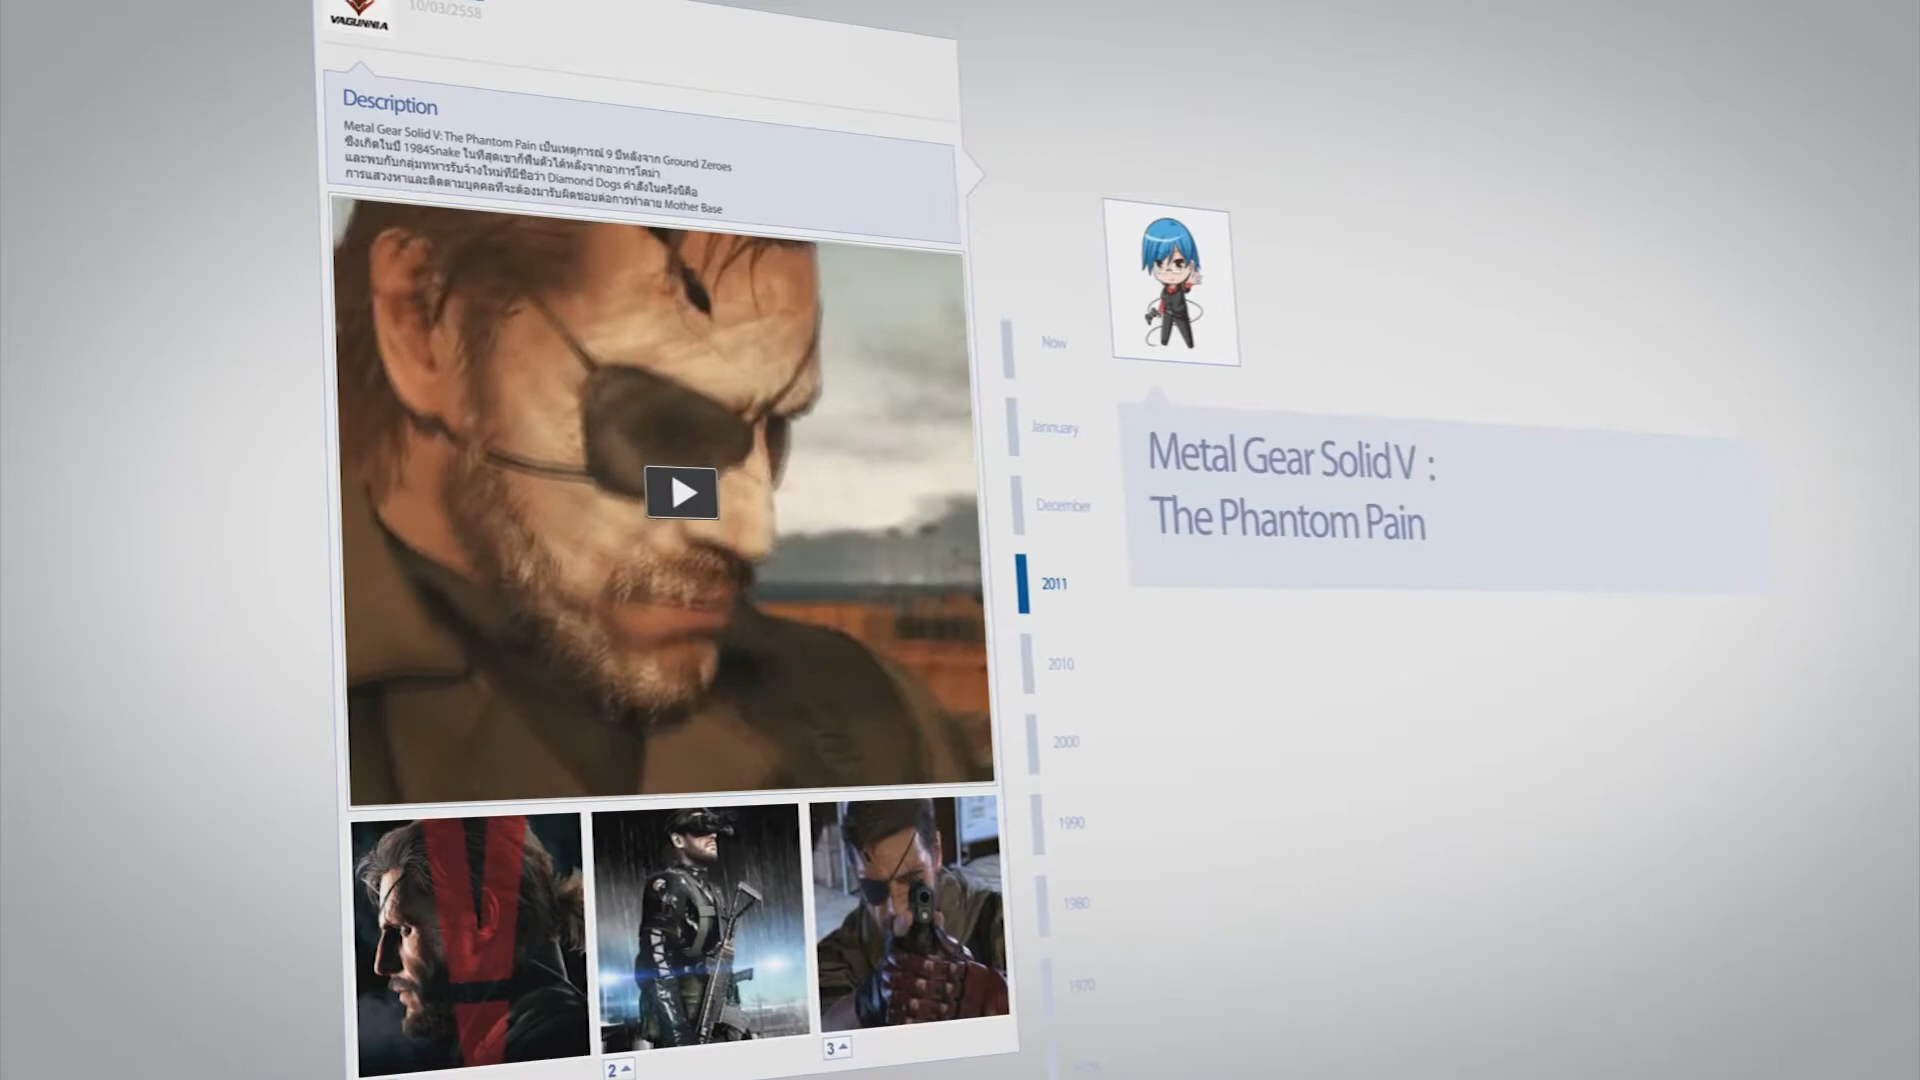 VAGUNNIA
10/03/2558
Description
Metal Gear Solid V: The Phantom Pain เป็นเหตุการณ์ 9 ปีหลังจาก Ground Zeroes
ซึ่งเกิดในปี 1984Snake ในที่สุดเขาก็ฟื้นตัวได้หลังจากอาการโคม่า
และพบกับกลุ่มทหารรับจ้างใหม่ที่มีชื่อว่า Diamond Dogs คำสั่งในครั้งนี้คือ
การแสวงหาและติดตามบุคคลที่จะต้องมารับผิดชอบต่อการทำลาย Mother Base
Now
Jannuary
December
2011
2010
2000
1990
1980
1970
Metal Gear Solid V :
The Phantom Pain
V
2
3